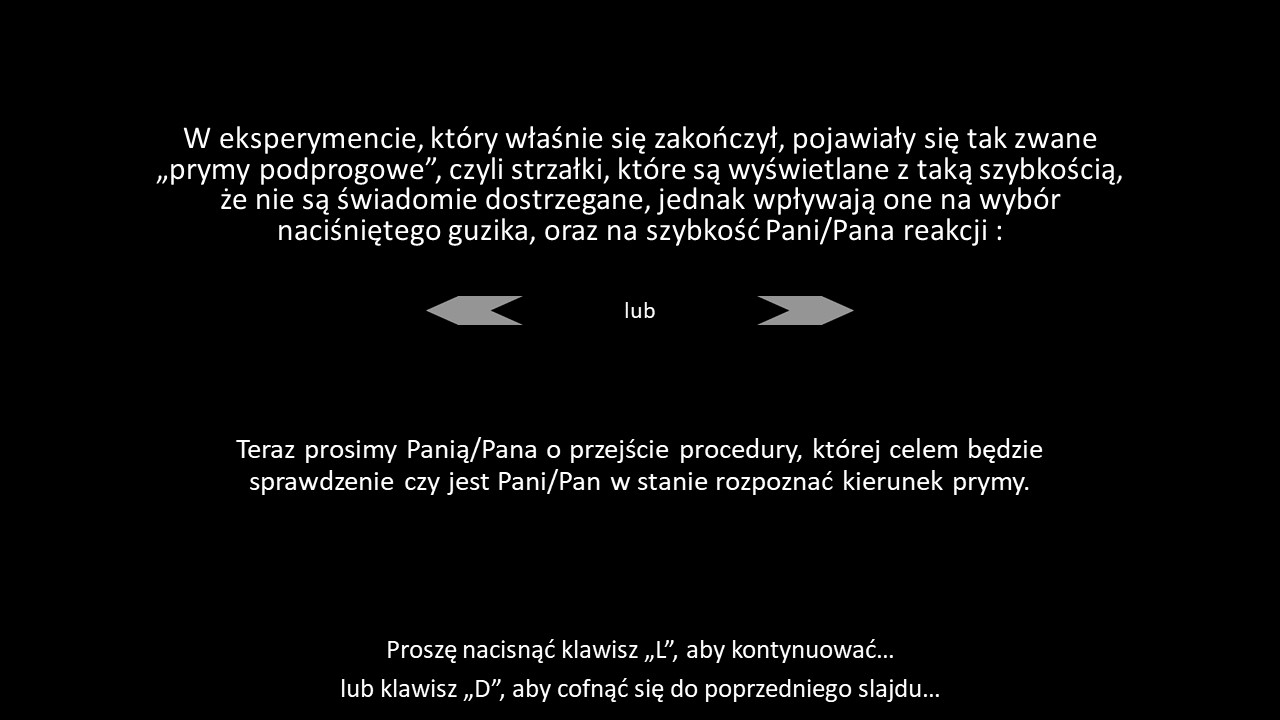 W eksperymencie, który właśnie się zakończył, pojawiały się tak zwane
„prymy podprogowe”, czyli strzałki, które są wyświetlane z taką szybkością,
że nie są świadomie dostrzegane, jednak wpływają one na wybór
naciśniętego guzika, oraz na szybkość Pani/Pana reakcji :
lub
Teraz prosimy Panią/Pana o przejście procedury, której celem będzie
sprawdzenie czy jest Pani/Pan w stanie rozpoznać kierunek prymy.
Proszę nacisnąć klawisz „L”, aby kontynuować...
lub klawisz „D”, aby cofnąć się do poprzedniego slajdu...